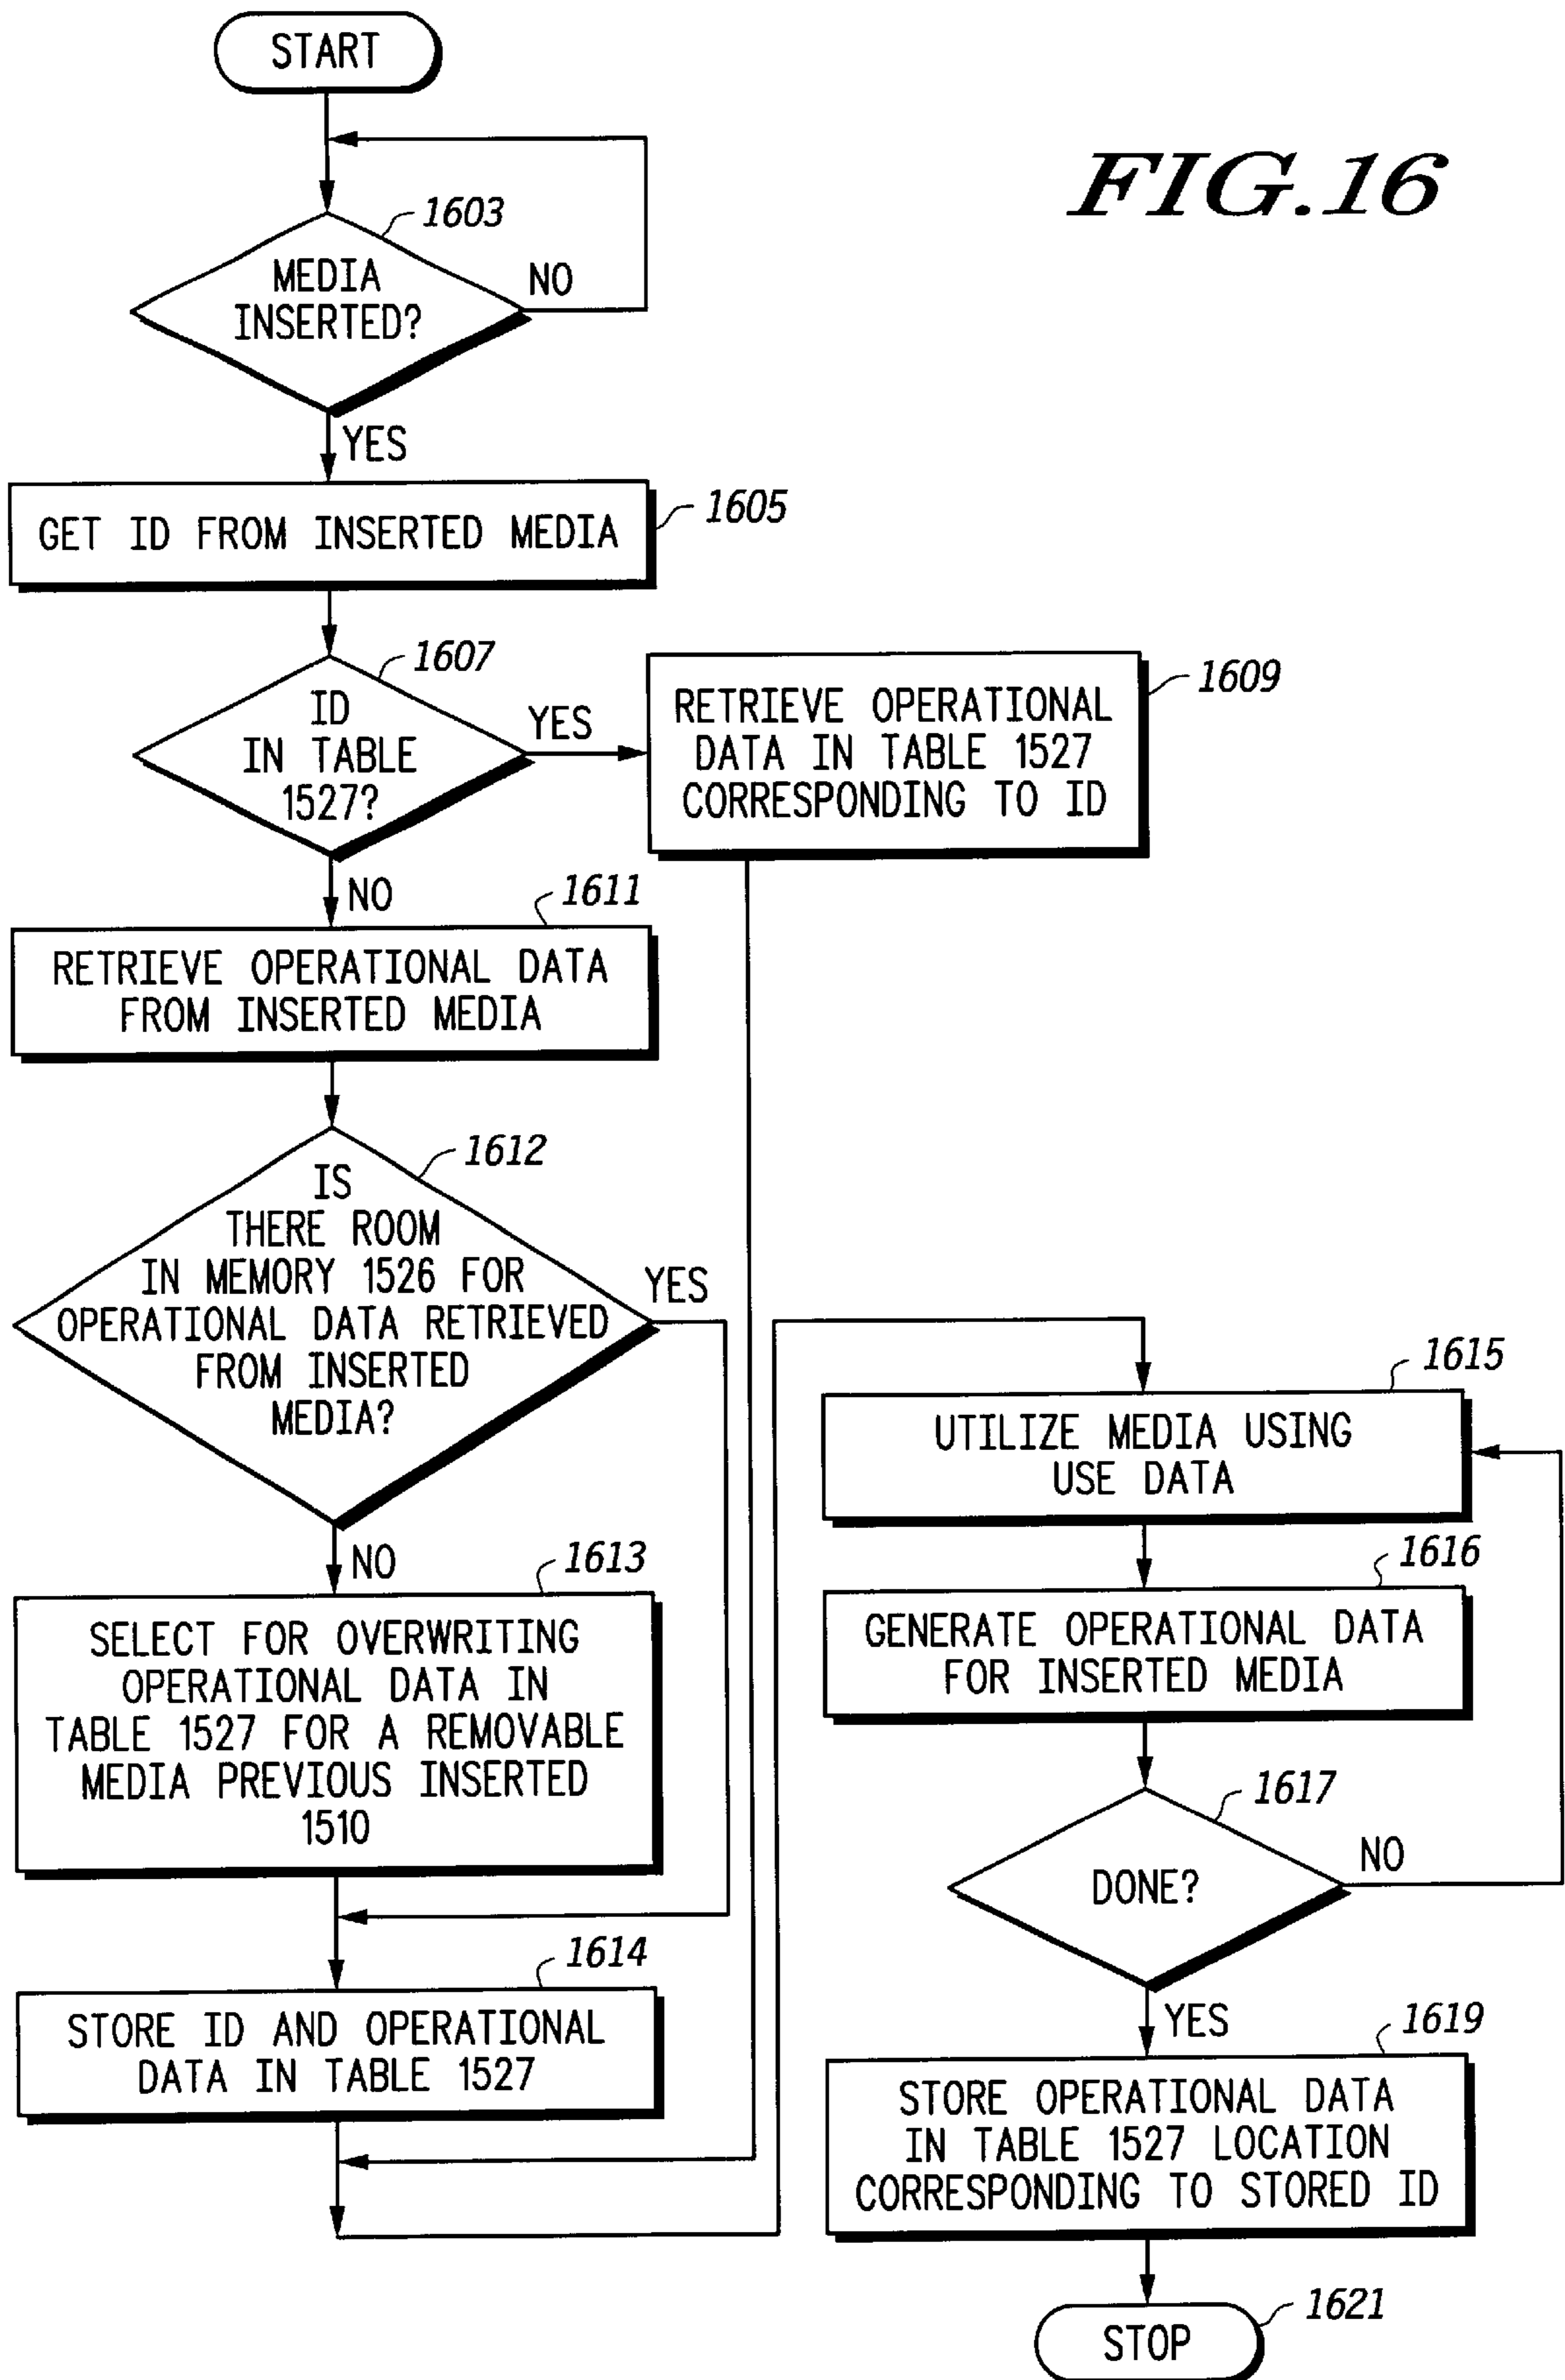 START
FIG.16
1603
MEDIA
INSERTED?
NO
YES
GET ID FROM INSERTED MEDIA
1605
1607
ID
IN TABLE
1527?
YES
1609
RETRIEVE OPERATIONAL
DATA IN TABLE 1527
CORRESPONDING TO ID
NO
1611
RETRIEVE OPERATIONAL DATA
FROM INSERTED MEDIA
1612
IS
THERE ROOM
IN MEMORY 1526 FOR
OPERATIONAL DATA RETRIEVED
FROM INSERTED
MEDIA?
YES
NO
1613
SELECT FOR OVERWRITING
OPERATIONAL DATA IN
TABLE 1527 FOR A REMOVABLE
MEDIA PREVIOUS INSERTED
1510
1614
STORE ID AND OPERATIONAL
DATA IN TABLE 1527
1615
UTILIZE MEDIA USING
USE DATA
1616
GENERATE OPERATIONAL DATA
FOR INSERTED MEDIA
1617
DONE?
NO
YES
1619
STORE OPERATIONAL DATA
IN TABLE 1527 LOCATION
CORRESPONDING TO STORED ID
1621
STOP